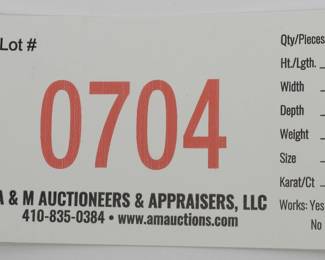 Lot #
0704
A & M AUCTIONEERS & APPRAISERS, LLC
410-835-0384 • www.amauctions.com
Qty/Pieces
Ht./Lgth.
Width
Depth
Weight
Size
Karat/Ct
Works: Yes
No